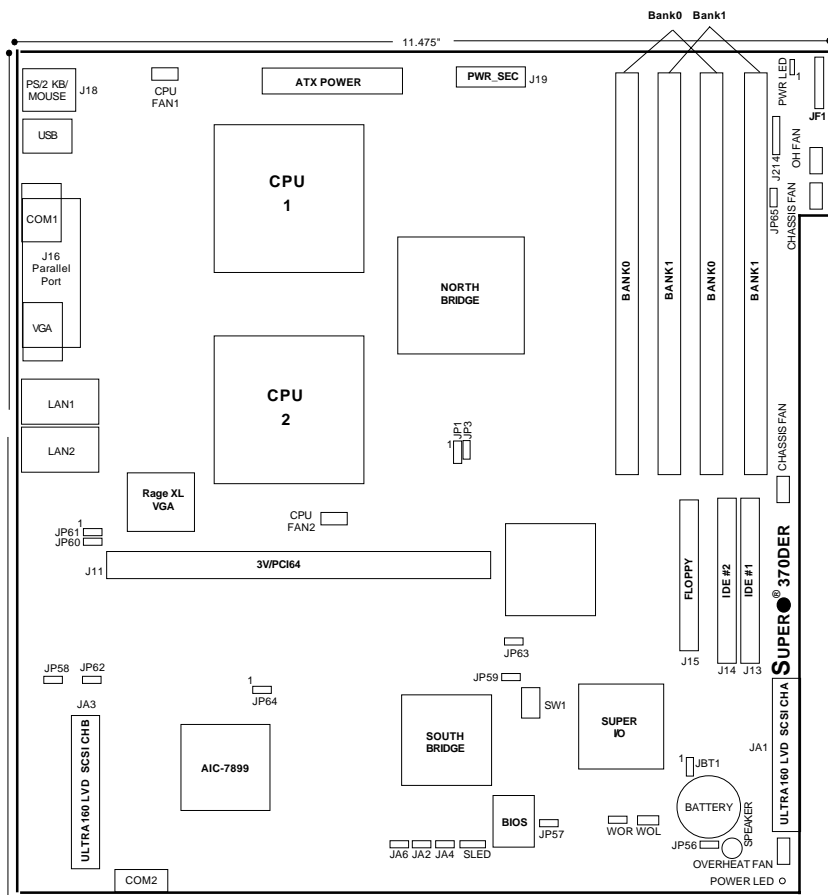 Bank0 Bank1
11.475"
PS/2 KB/
MOUSE
J18
CPU
FAN1
ATX POWER
PWR_SEC
J19
PWR LED
1
JF1
USB
J214
OH FAN
CPU
1
JP65
CHASSIS FAN
COM1
J16
Parallel
Port
NORTH
BRIDGE
BANK0
BANK1
BANK0
BANK1
VGA
CPU
2
LAN1
LAN2
1
JP1
JP3
CHASSIS FAN
Rage XL
VGA
CPU
FAN2
1
JP61
JP60
J11
3V/PCI64
FLOPPY
IDE #2
IDE #1
SUPER® 370DER
JP63
J15
J14
J13
JP58
JP62
JP59
1
JP64
SW1
JA3
ULTRA160 LVD SCSI CHB
AIC-7899
SOUTH
BRIDGE
SUPER
I/O
JA1
ULTRA160 LVD SCSI CHA
1
JBT1
BATTERY
BIOS
JP57
WOR
WOL
JP56
SPEAKER
JA6
JA2
JA4
SLED
OVERHEAT FAN
COM2
POWER LED